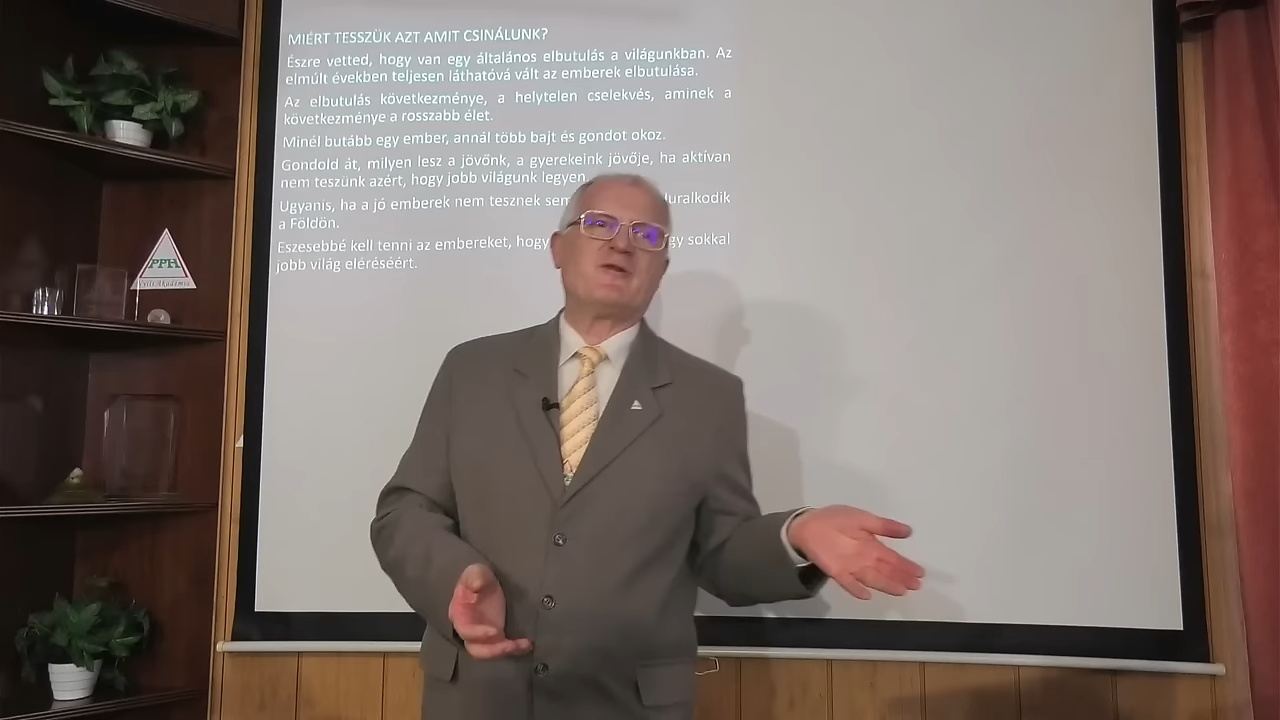 MIÉRT TESSZÜK AZT AMIT CSINÁLUNK?
Észre vetted, hogy van egy általános elbutulás a világunkban. Az
elmúlt években teljesen láthatóvá vált az emberek elbutulása.
Az elbutulás következménye, a helytelen cselekvés, aminek a
következménye a rosszabb élet.
Minél butább egy ember, annál több bajt és gondot okoz.
Gondold át, milyen lesz a jövőnk, a gyerekeink jövője, ha aktívan
nem teszünk azért, hogy jobb világunk legyen.
Ugyanis, ha a jó emberek nem tesznek
a Földön.
Eszesebbé kell tenni az embereket, hogy sokkal
jobb világ eléréséért.
PPH
Nyílt Akadémia